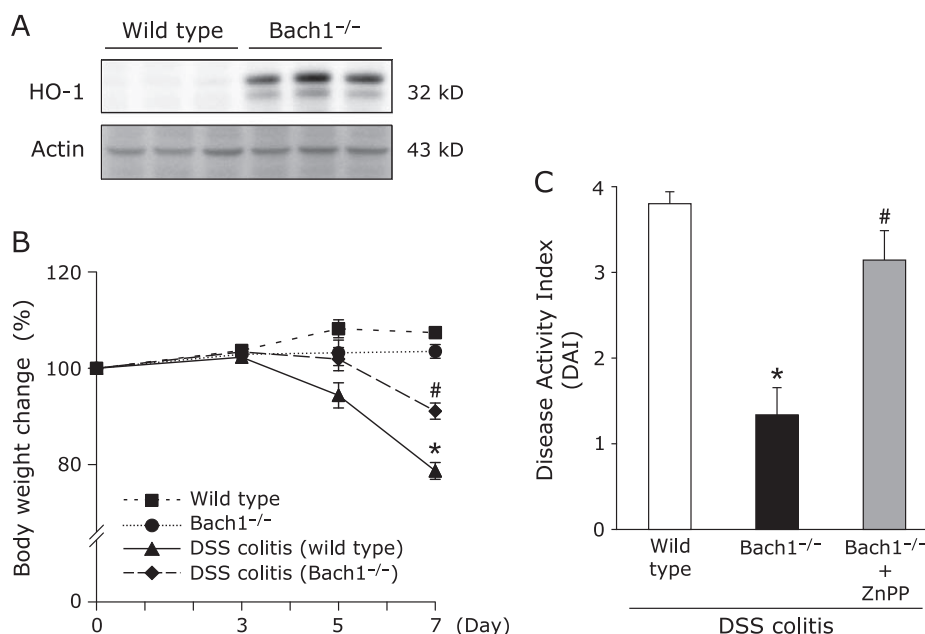 A
Wild type Bach1⁻/⁻
HO-1 32 kD
Actin 43 kD
B
Body weight change (%)
120
100
80
0
Wild type
Bach1⁻/⁻
DSS colitis (wild type)
DSS colitis (Bach1⁻/⁻)
#
*
0 3 5 7 (Day)
C
Disease Activity Index
(DAI)
4
3
2
1
0
*
#
Wild
type
Bach1⁻/⁻
Bach1⁻/⁻
+
ZnPP
DSS colitis